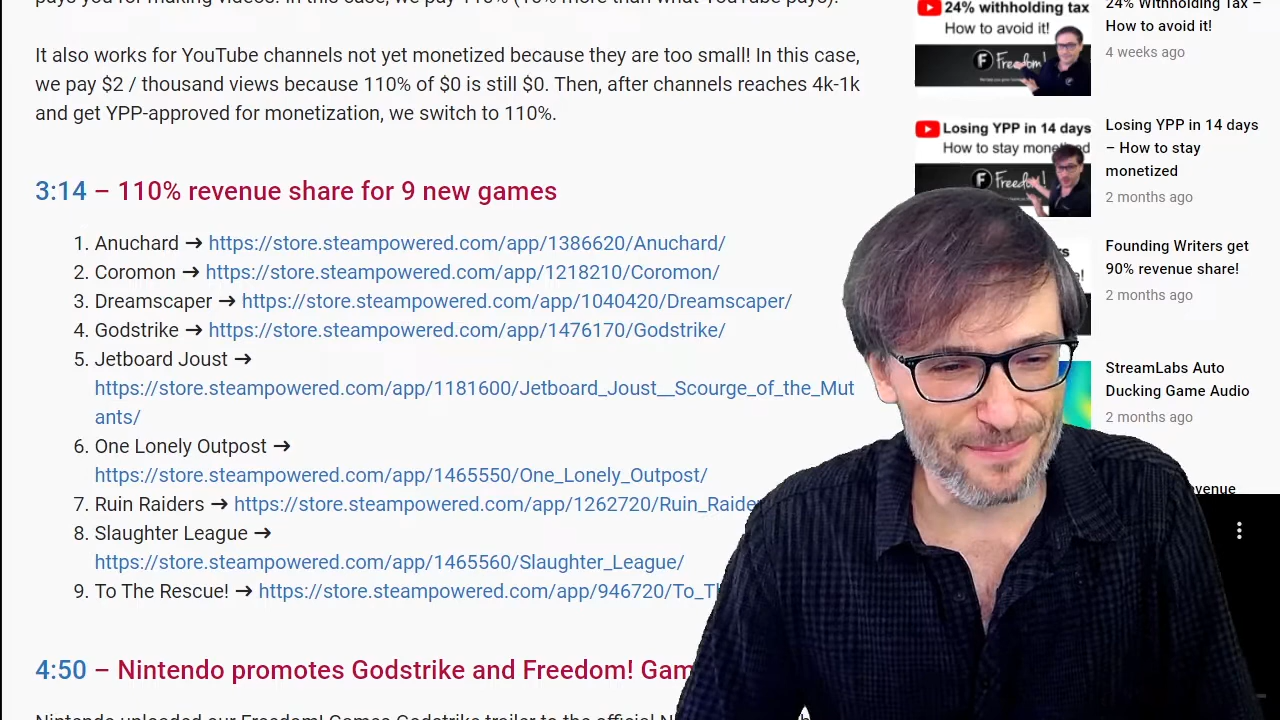 It also works for YouTube channels not yet monetized because they are too small! In this case,
we pay $2 / thousand views because 110% of $0 is still $0. Then, after channels reaches 4k-1k
and get YPP-approved for monetization, we switch to 110%.
3:14 – 110% revenue share for 9 new games
1. Anuchard ➔ https://store.steampowered.com/app/1386620/Anuchard/
2. Coromon ➔ https://store.steampowered.com/app/1218210/Coromon/
3. Dreamscaper ➔ https://store.steampowered.com/app/1040420/Dreamscaper/
4. Godstrike ➔ https://store.steampowered.com/app/1476170/Godstrike/
5. Jetboard Joust ➔
https://store.steampowered.com/app/1181600/Jetboard_Joust__Scourge_of_the_Mut
ants/
6. One Lonely Outpost ➔
https://store.steampowered.com/app/1465550/One_Lonely_Outpost/
7. Ruin Raiders ➔ https://store.steampowered.com/app/1262720/Ruin_Raide
8. Slaughter League ➔
https://store.steampowered.com/app/1465560/Slaughter_League/
9. To The Rescue! ➔ https://store.steampowered.com/app/946720/To_T
4:50 – Nintendo promotes Godstrike and Freedom! Gam
24% withholding tax
How to avoid it!
Freedom!
24% Withholding Tax –
How to avoid it!
4 weeks ago
Losing YPP in 14 days
How to stay monetized
Freedom!
Losing YPP in 14 days
– How to stay
monetized
2 months ago
Founding Writers get
90% revenue share!
2 months ago
StreamLabs Auto
Ducking Game Audio
2 months ago